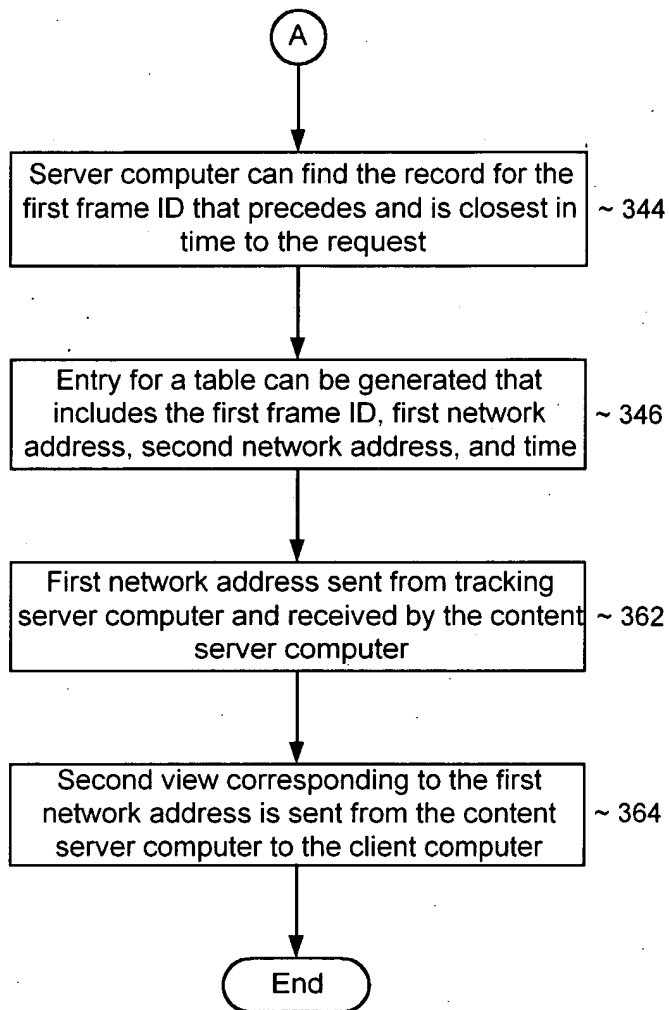 A
Server computer can find the record for the
first frame ID that precedes and is closest in
time to the request
~ 344
Entry for a table can be generated that
includes the first frame ID, first network
address, second network address, and time
~ 346
First network address sent from tracking
server computer and received by the content
server computer
~ 362
Second view corresponding to the first
network address is sent from the content
server computer to the client computer
~ 364
End